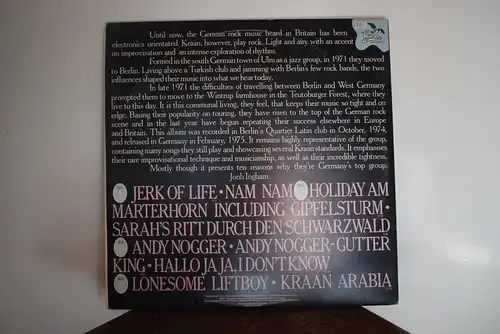 Until now, the German rock music heard in Britain has been
electronics orientated. Kraan, however, play rock. Light and airy with an accent
on improvisation and an intense exploration of rhythm.
Formed in the south German town of Ulm as a jazz group, in 1971 they moved
to Berlin. Living above a Turkish club and jamming with Berlin's few rock bands, the two
influences shaped their music into what we hear today.
In late 1971 the difficulties of travelling between Berlin and West Germany
prompted them to move to the Wintrup farmhouse in the Teutoburger Forest, where they
live to this day. It is this communal living, they feel, that keeps their music so tight and on
edge. Basing their popularity on touring, they have risen to the top of the German rock
scene and in the last year have begun repeating their success elsewhere in Europe
and Britain. This album was recorded in Berlin's Quartet Latin club in October, 1974,
and released in Germany in February, 1975. It remains highly representative of the group,
containing many songs they still play and showcasing several Kraan standards. It emphasises
their rare improvisational technique and musicianship, as well as their incredible tightness.
Mostly though it presents ten reasons why they're Germany's top group.
Jonh Ingham.
JERK OF LIFE • NAM NAM • HOLIDAY AM
MARTERHORN INCLUDING GIPFELSTURM •
SARAH'S RITT DURCH DEN SCHWARZWALD
ANDY NOGGER • ANDY NOGGER-GUTTER
KING • HALLO JA JA, I DON'T KNOW
LONESOME LIFTBOY • KRAAN ARABIA